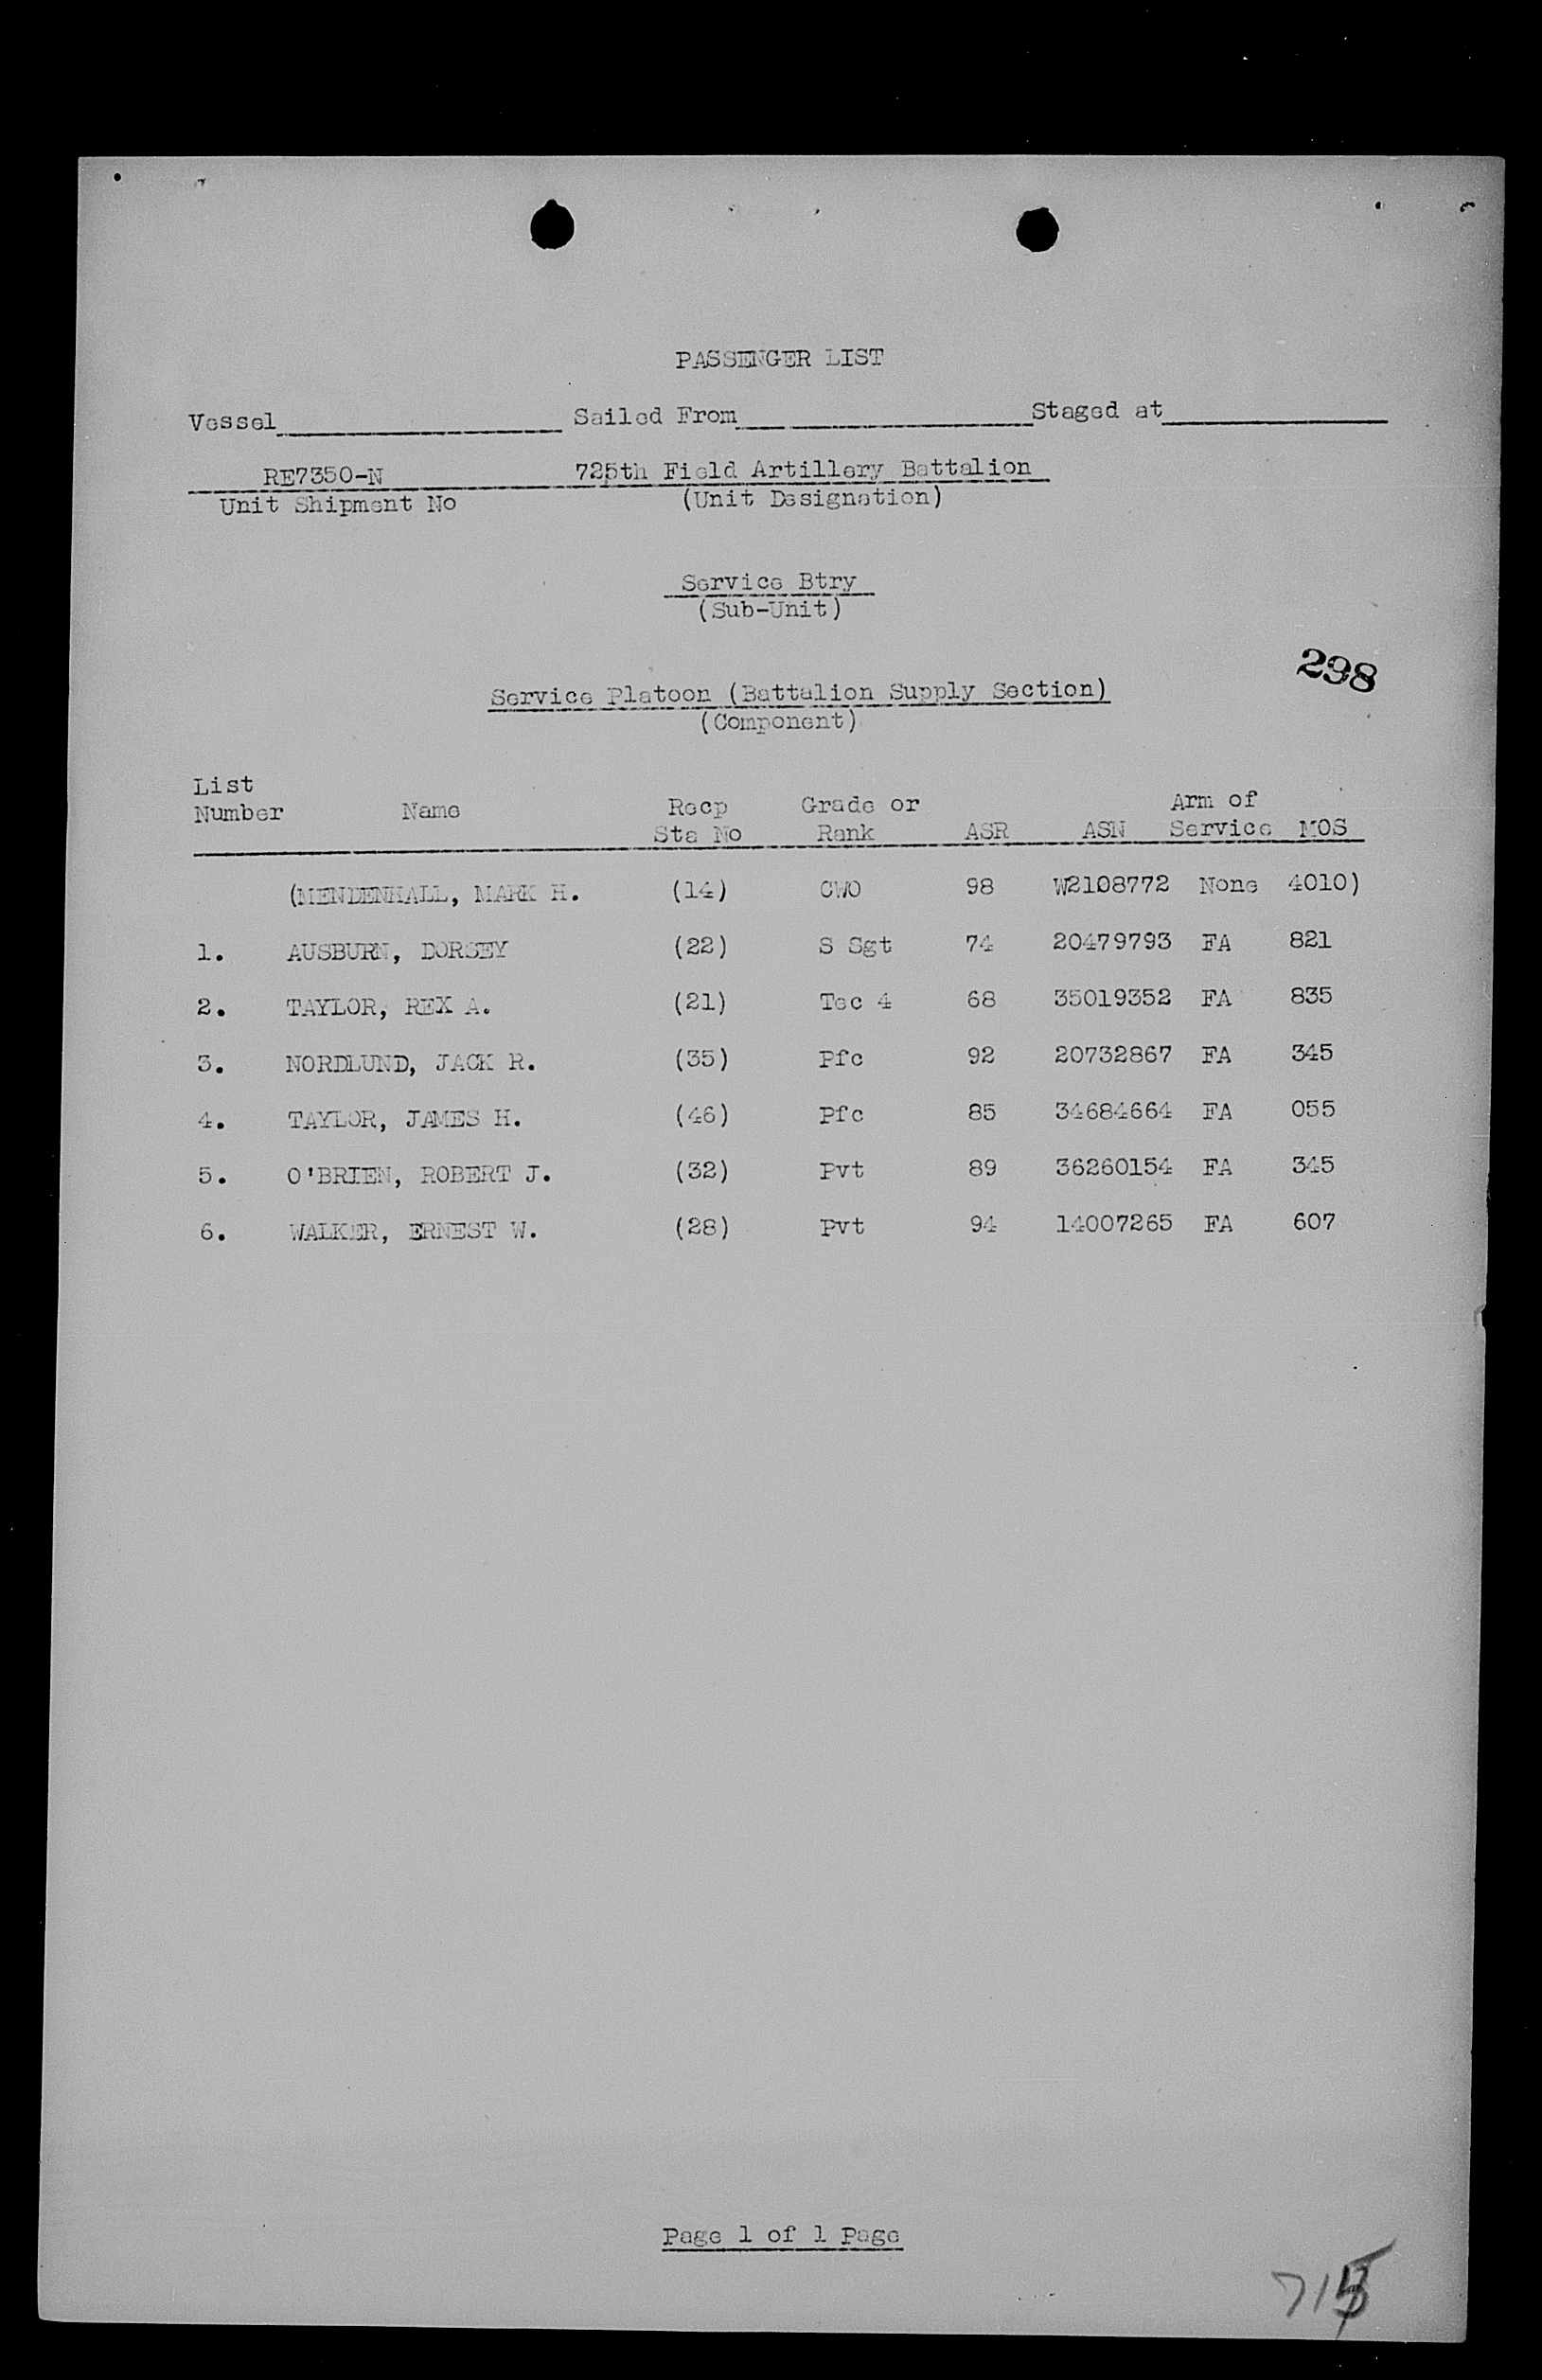 PASSENGER LIST
Vessel____________________ Sailed From____________________Staged at________________
RE7350-N 725th Field Artillery Battalion
Unit Shipment No (Unit Designation)
Service Btry
(Sub-Unit)
298
Service Platoon (Battalion Supply Section)
(Component)
List
Number Name Recp Grade or Arm of
Sta No Rank ASR ASN Service MOS
(MENDENHALL, MARK H. (14) CWO 98 W2108772 None 4010)
1. AUSBURN, DORSEY (22) S Sgt 74 20479793 FA 821
2. TAYLOR, REX A. (21) Tec 4 68 35019352 FA 835
3. NORDLUND, JACK R. (35) Pfc 92 20732867 FA 345
4. TAYLOR, JAMES H. (46) Pfc 85 34684664 FA 055
5. O'BRIEN, ROBERT J. (32) Pvt 89 36260154 FA 345
6. WALKER, ERNEST W. (28) Pvt 94 14007265 FA 607
Page 1 of 1 Page